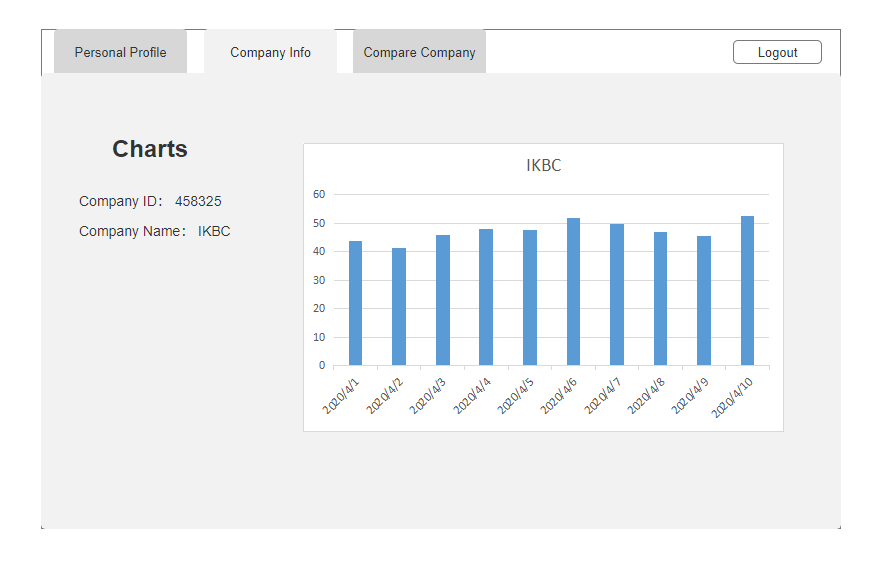 Personal Profile
Company Info
Compare Company
Logout
Charts
Company ID: 458325
Company Name: IKBC
IKBC
60
50
40
30
20
10
0
2020/4/1
2020/4/2
2020/4/3
2020/4/4
2020/4/5
2020/4/6
2020/4/7
2020/4/8
2020/4/9
2020/4/10